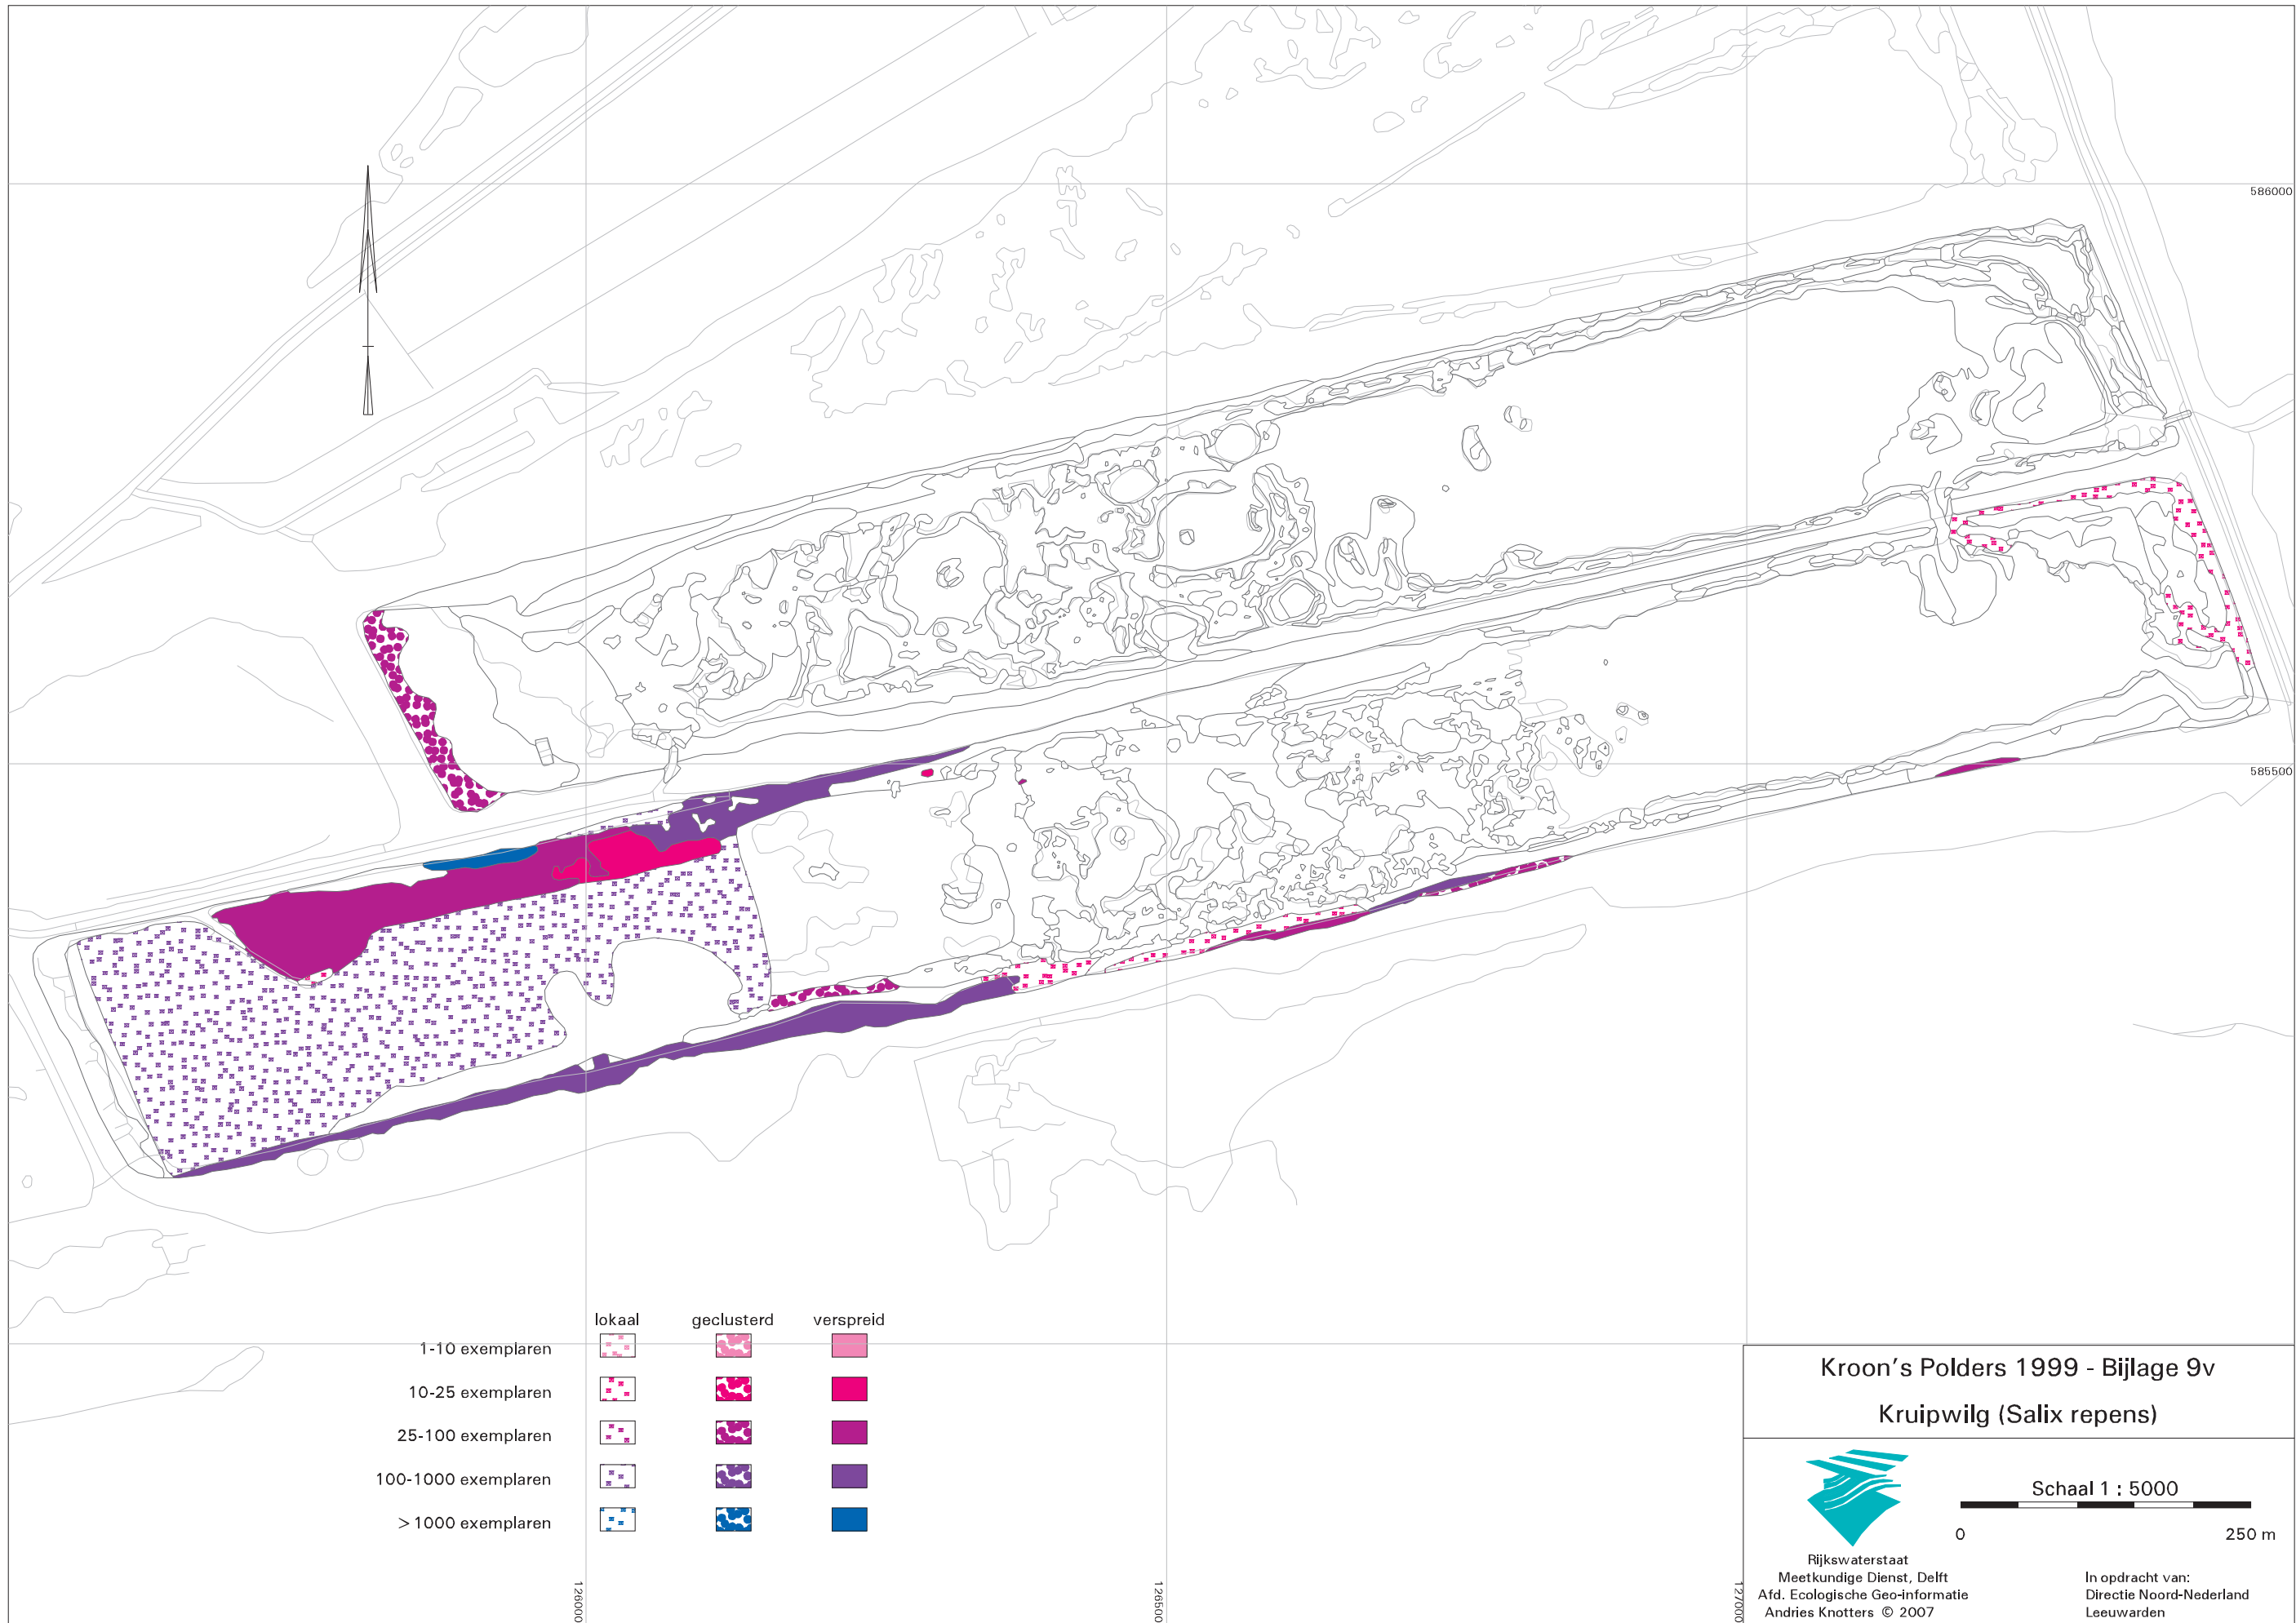 586000
585500
lokaal geclusterd verspreid
1-10 exemplaren
10-25 exemplaren
25-100 exemplaren
100-1000 exemplaren
>1000 exemplaren
126000
126500
127000
Kroon's Polders 1999 - Bijlage 9v
Kruipwilg (Salix repens)
Schaal 1 : 5000
0 250 m
Rijkswaterstaat
Meetkundige Dienst, Delft
Afd. Ecologische Geo-informatie
Andries Knotters © 2007
In opdracht van:
Directie Noord-Nederland
Leeuwarden